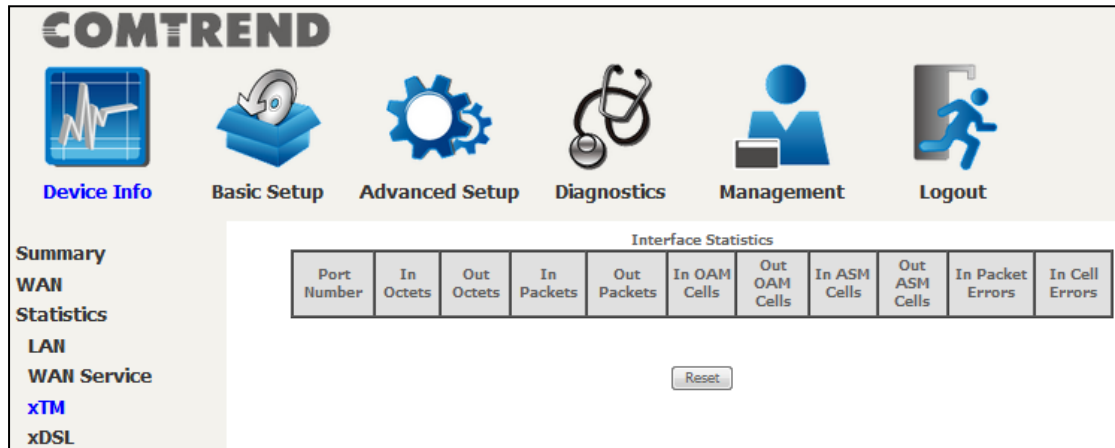 COMTREND
Device Info
Basic Setup
Advanced Setup
Diagnostics
Management
Logout
Summary
WAN
Statistics
LAN
WAN Service
xTM
xDSL
Interface Statistics
Port Number
In Octets
Out Octets
In Packets
Out Packets
In OAM Cells
Out OAM Cells
In ASM Cells
Out ASM Cells
In Packet Errors
In Cell Errors
Reset